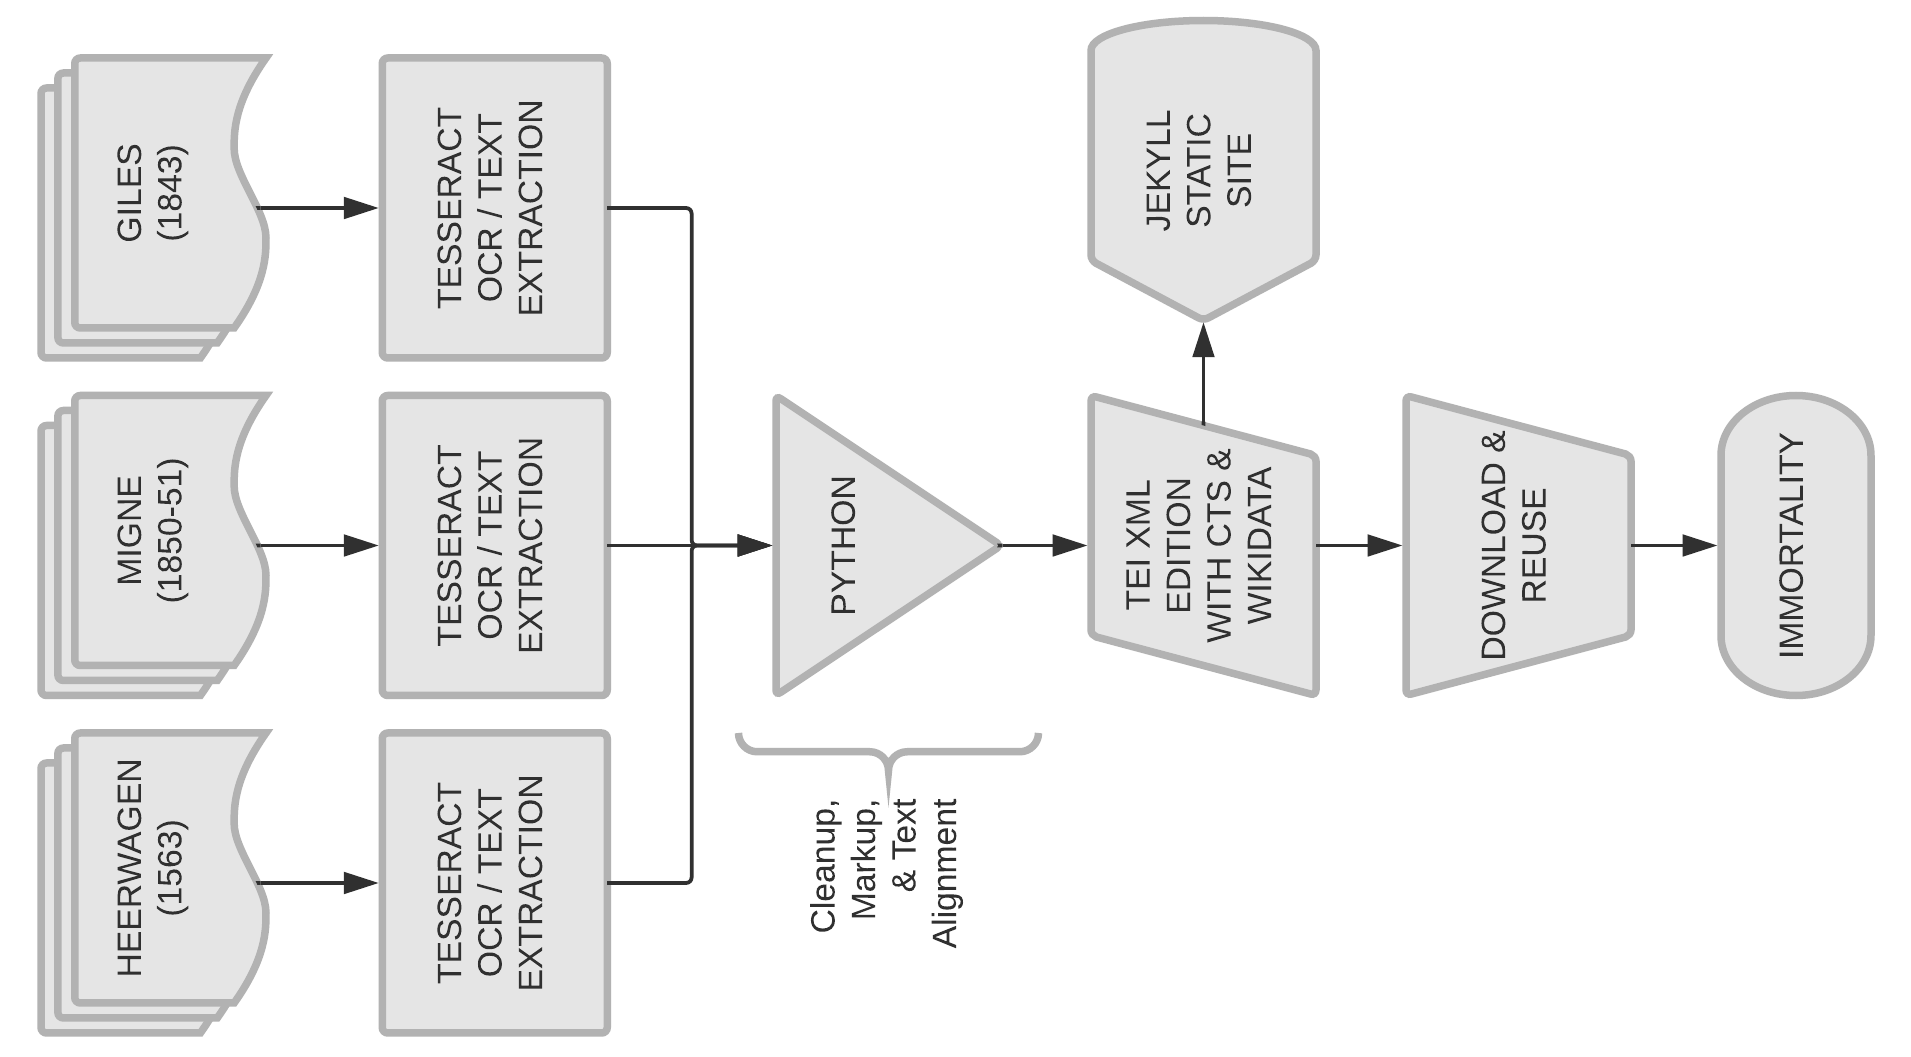 GILES
(1843)
TESSERACT
OCR / TEXT
EXTRACTION
MIGNE
(1850-51)
TESSERACT
OCR / TEXT
EXTRACTION
HEERWAGEN
(1563)
TESSERACT
OCR / TEXT
EXTRACTION
PYTHON
Cleanup,
Markup,
& Text
Alignment
TEI XML
EDITION
WITH CTS &
WIKIDATA
JEKYLL
STATIC
SITE
DOWNLOAD &
REUSE
IMMORTALITY